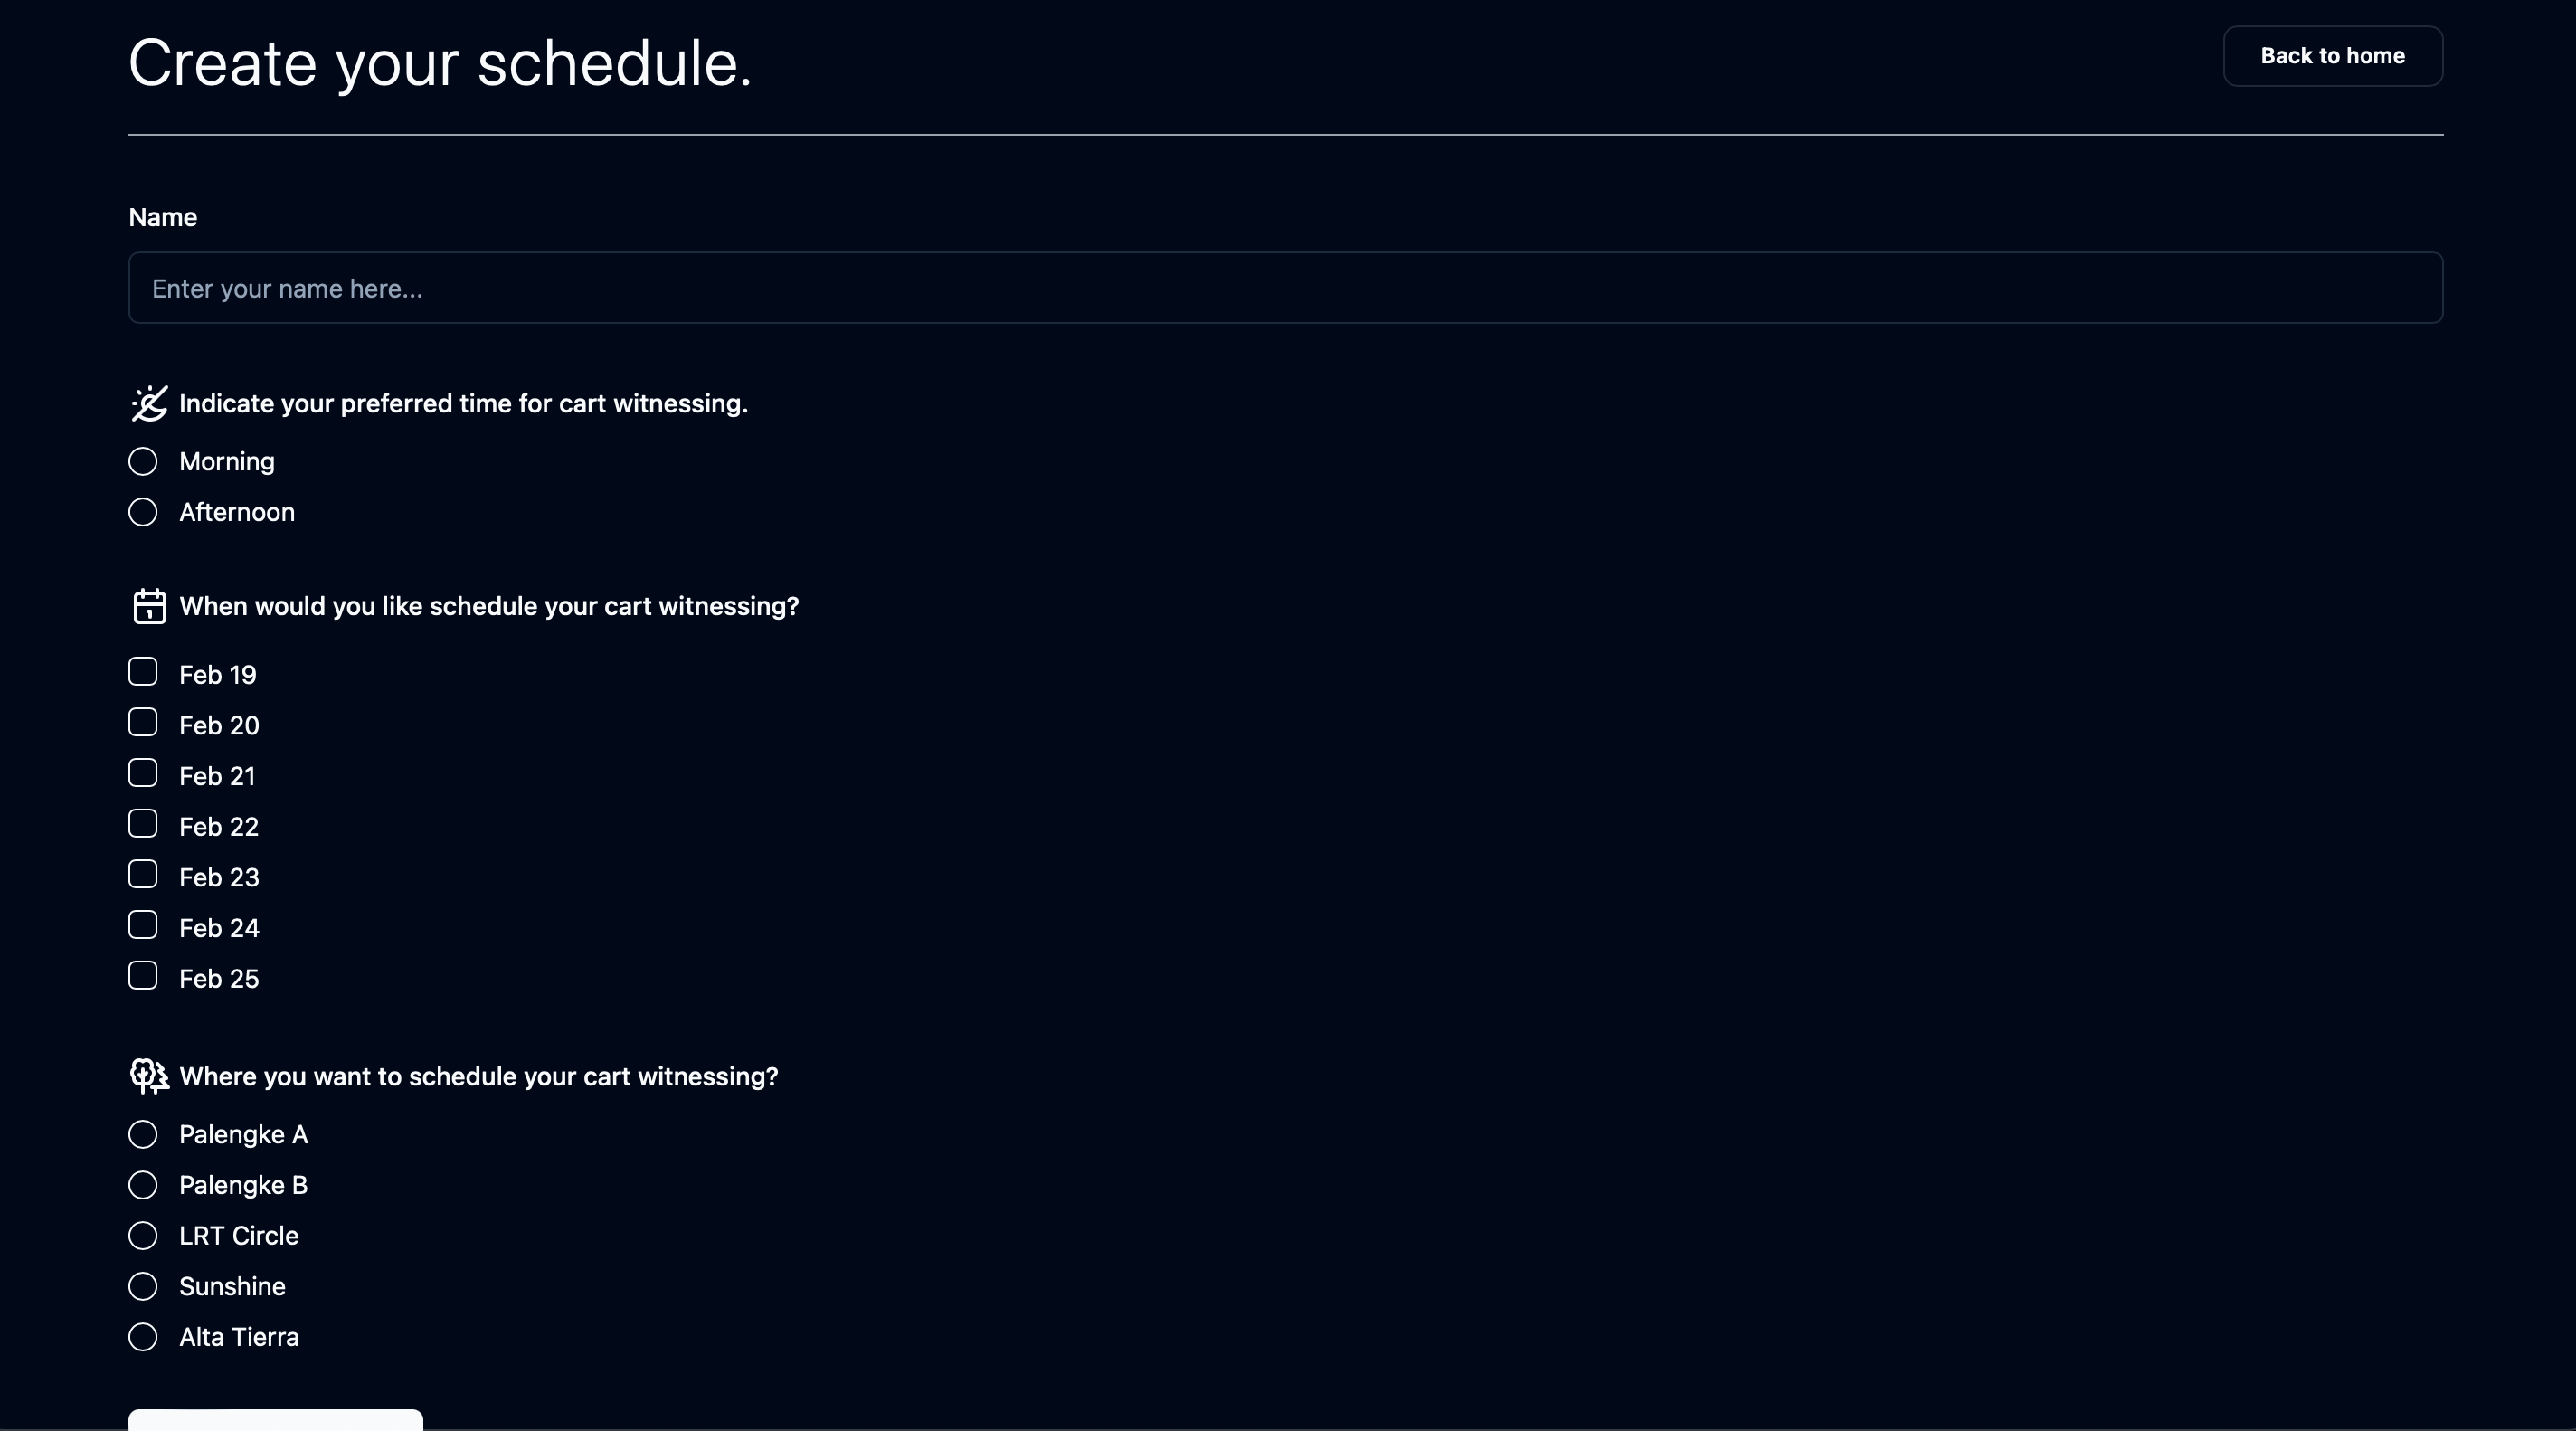 Create your schedule.
Back to home
Name
Enter your name here...
Indicate your preferred time for cart witnessing.
Morning
Afternoon
When would you like schedule your cart witnessing?
Feb 19
Feb 20
Feb 21
Feb 22
Feb 23
Feb 24
Feb 25
Where you want to schedule your cart witnessing?
Palengke A
Palengke B
LRT Circle
Sunshine
Alta Tierra